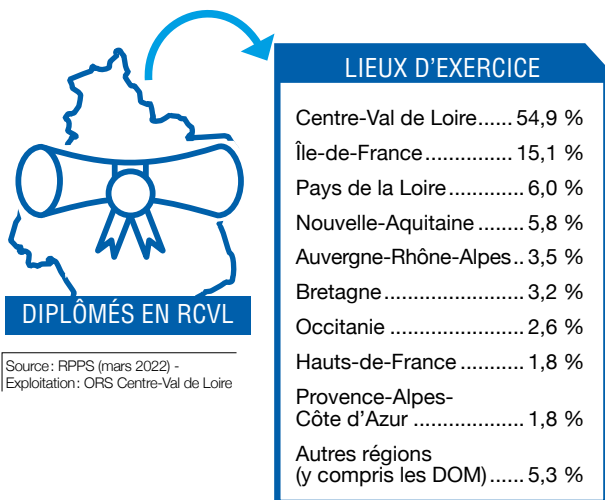 LIEUX D'EXERCICE
Centre-Val de Loire...... 54,9 %
Île-de-France................ 15,1 %
Pays de la Loire............. 6,0 %
Nouvelle-Aquitaine ........ 5,8 %
Auvergne-Rhône-Alpes.. 3,5 %
Bretagne....................... 3,2 %
Occitanie ...................... 2,6 %
Hauts-de-France ........... 1,8 %
Provence-Alpes-
Côte d'Azur .................. 1,8 %
Autres régions
(y compris les DOM)...... 5,3 %
DIPLÔMÉS EN RCVL
Source : RPPS (mars 2022) -
Exploitation : ORS Centre-Val de Loire